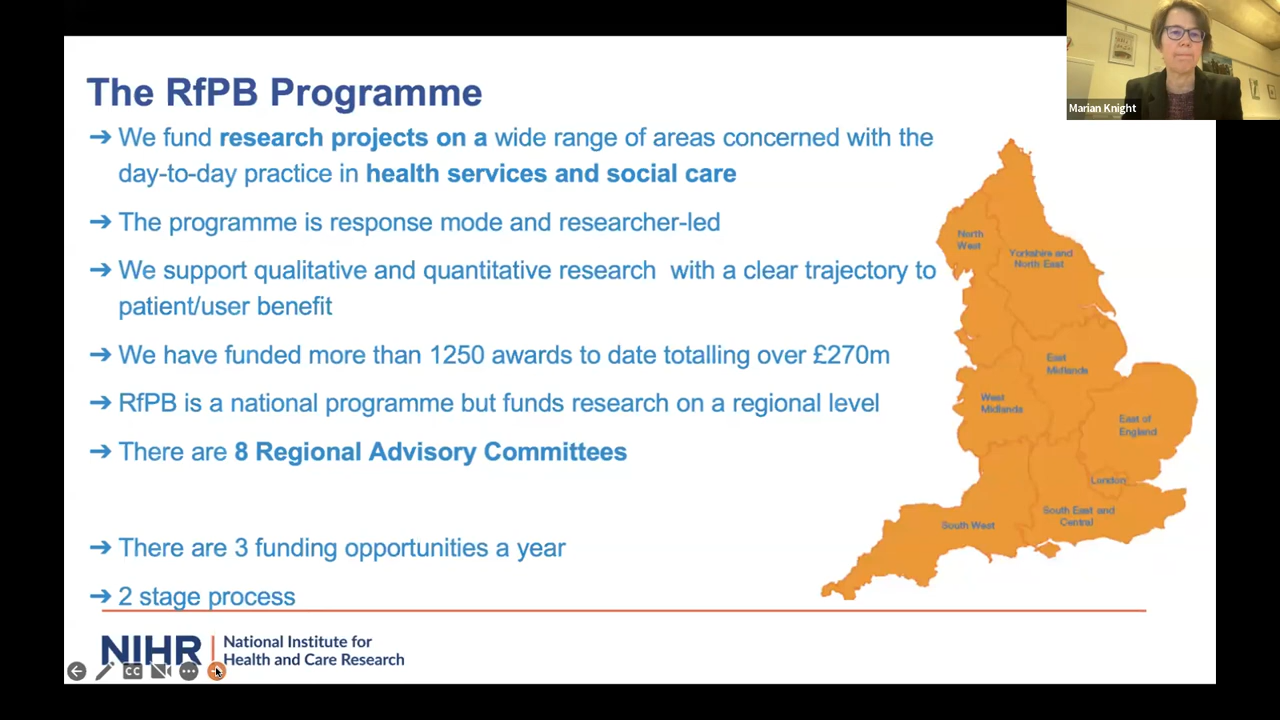 The RfPB Programme
→ We fund research projects on a wide range of areas concerned with the
day-to-day practice in health services and social care
→ The programme is response mode and researcher-led
→ We support qualitative and quantitative research with a clear trajectory to
patient/user benefit
→ We have funded more than 1250 awards to date totalling over £270m
→ RfPB is a national programme but funds research on a regional level
→ There are 8 Regional Advisory Committees
→ There are 3 funding opportunities a year
→ 2 stage process
North
West
Yorkshire and
North East
East
Midlands
West
Midlands
East of
England
London
South East and
Central
South West
NIHR | National Institute for
Health and Care Research
CC
Marian Knight